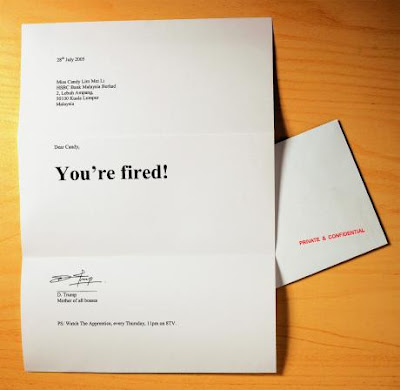 28th July 2005
Miss Candy Lim Mei Li
HSBC Bank Malaysia Berhad
2, Leboh Ampang,
50100 Kuala Lumpur
Malaysia
Dear Candy,
You're fired!
D. Trump
D. Trump
Mother of all bosses
PS: Watch The Apprentice, every Thursday, 11pm on 8TV.
PRIVATE & CONFIDENTIAL